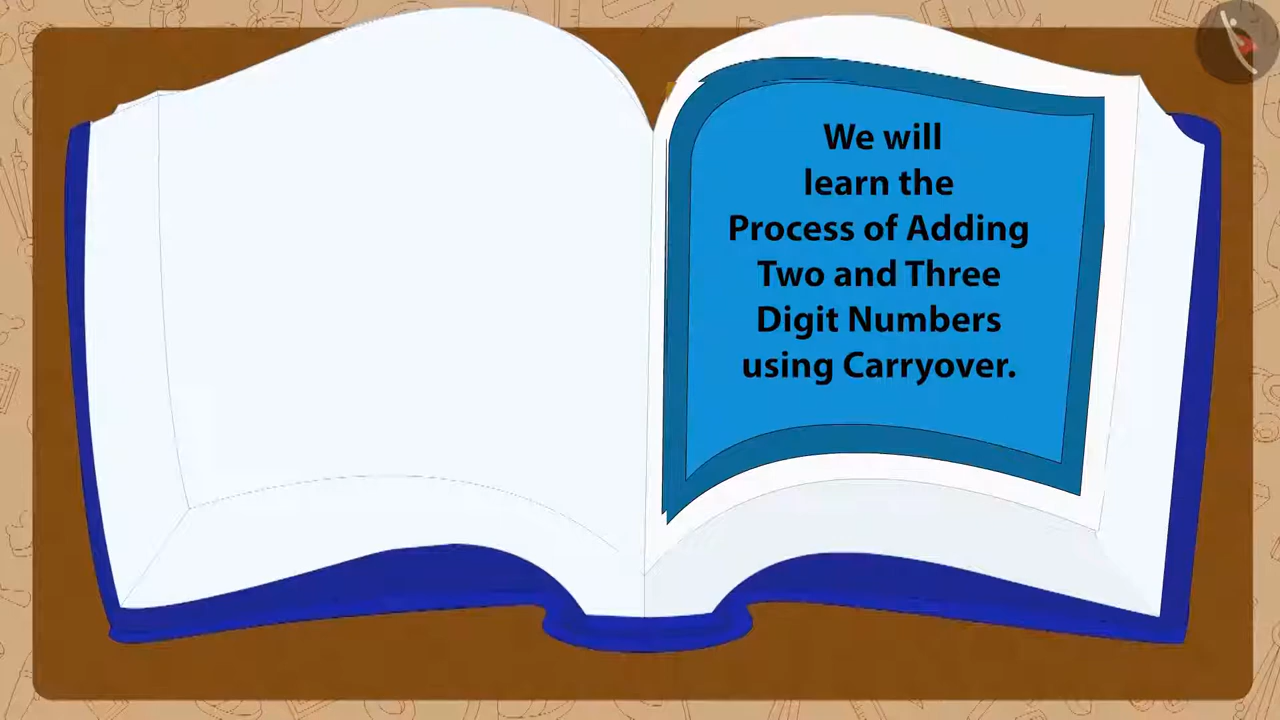 We will
learn the
Process of Adding
Two and Three
Digit Numbers
using Carryover.